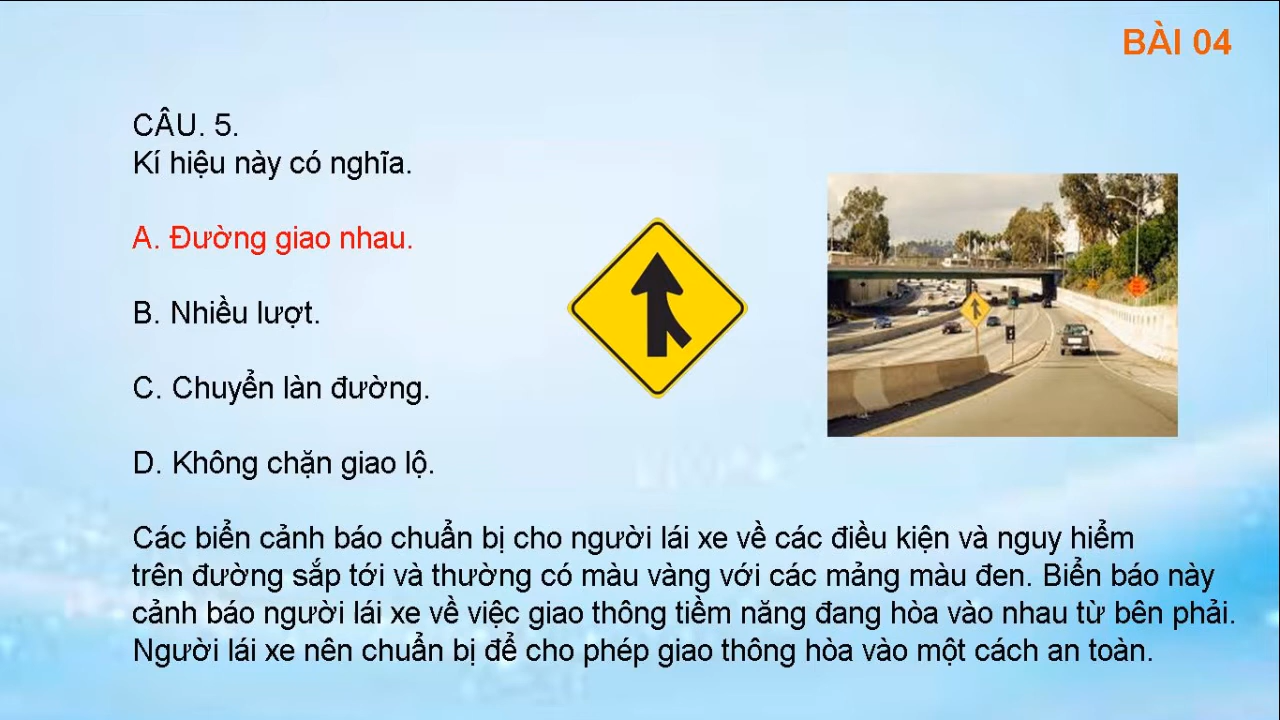 BÀI 04
CÂU. 5.
Kí hiệu này có nghĩa.
A. Đường giao nhau.
B. Nhiều lượt.
C. Chuyển làn đường.
D. Không chặn giao lộ.
Các biển cảnh báo chuẩn bị cho người lái xe về các điều kiện và nguy hiểm
trên đường sắp tới và thường có màu vàng với các mảng màu đen. Biển báo này
cảnh báo người lái xe về việc giao thông tiềm năng đang hòa vào nhau từ bên phải.
Người lái xe nên chuẩn bị để cho phép giao thông hòa vào một cách an toàn.